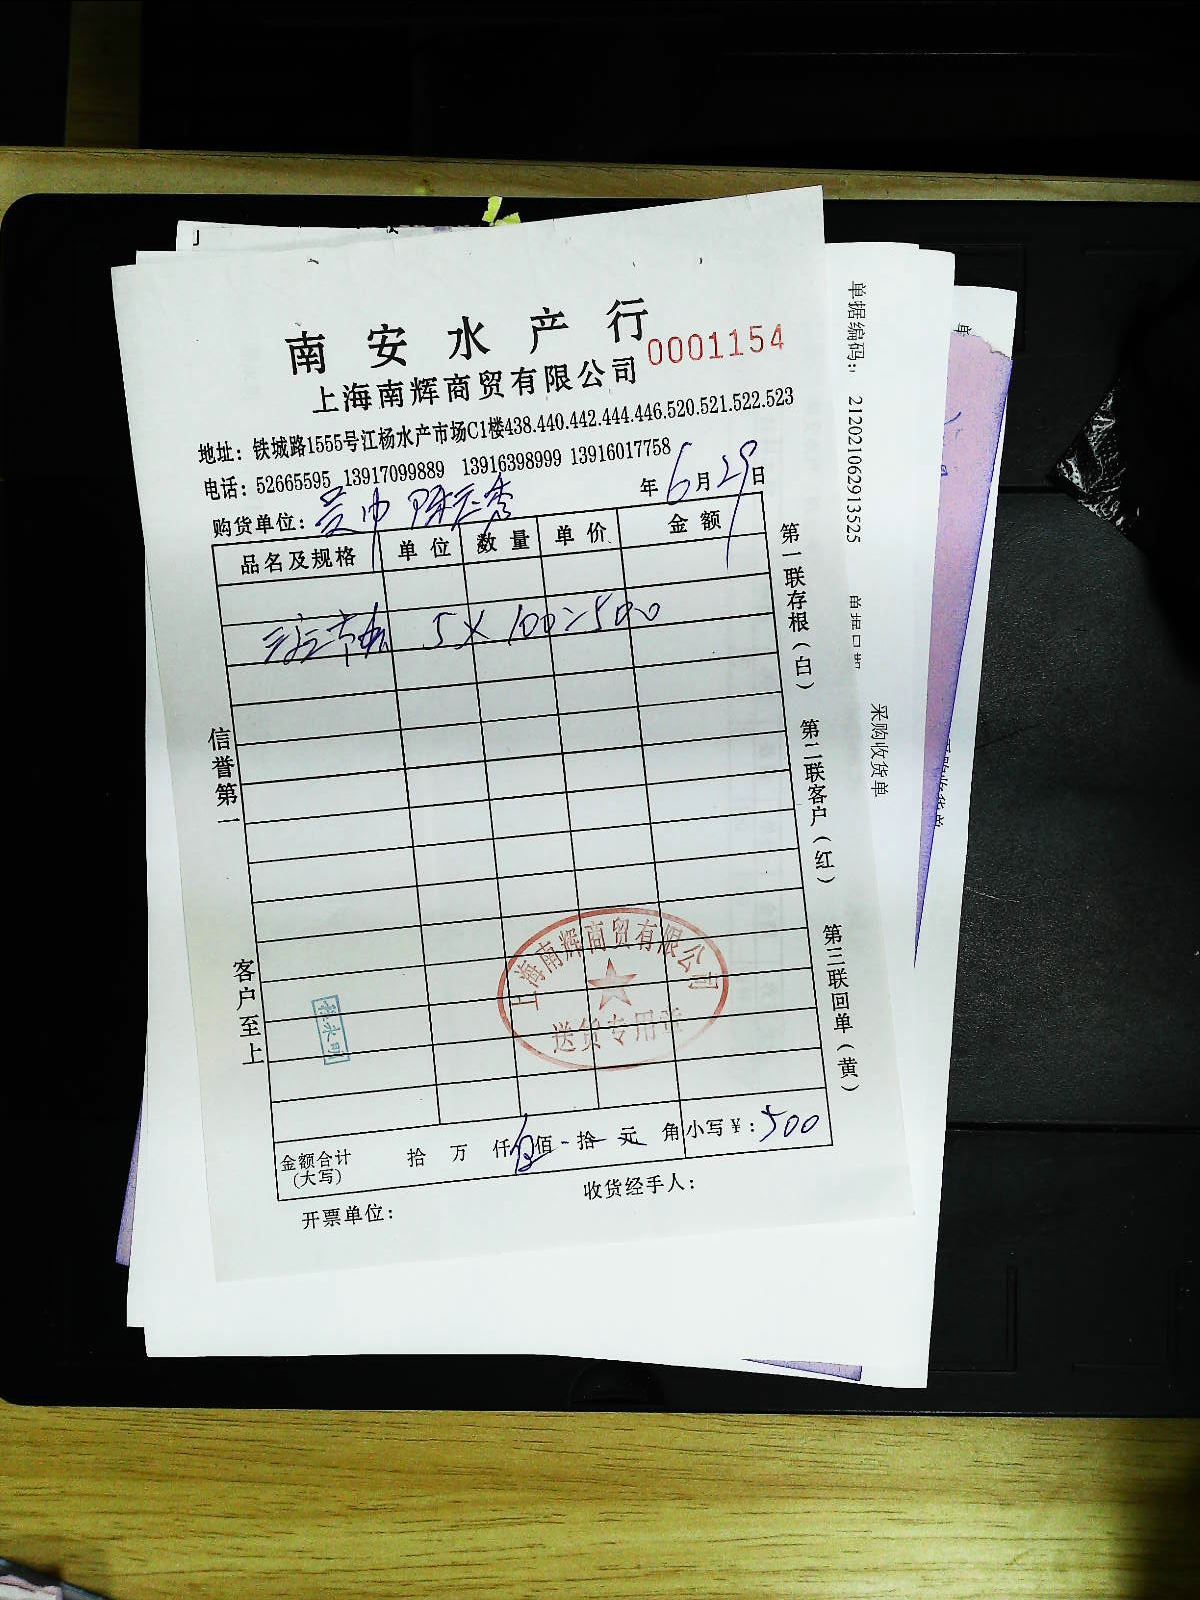 南安水产行
0001154
上海南辉商贸有限公司
地址：铁城路1555号江杨水产市场C1楼438.440.442.444.446.520.521.522.523
电话：52665595 13917099889 13916398999 13916017758
购货单位：
年6月29日
品名及规格 单位 数量 单价 金额
5 X 100=500
信誉第一
客户至上
第一联存根（白） 第二联客户（红） 第三联回单（黄）
上海南辉商贸有限公司
送货专用章
金额合计（大写） 拾 万 仟 佰 拾 元 角 小写￥：500
开票单位：
收货经手人：
单据编码：: 212021062913525
采购收货单